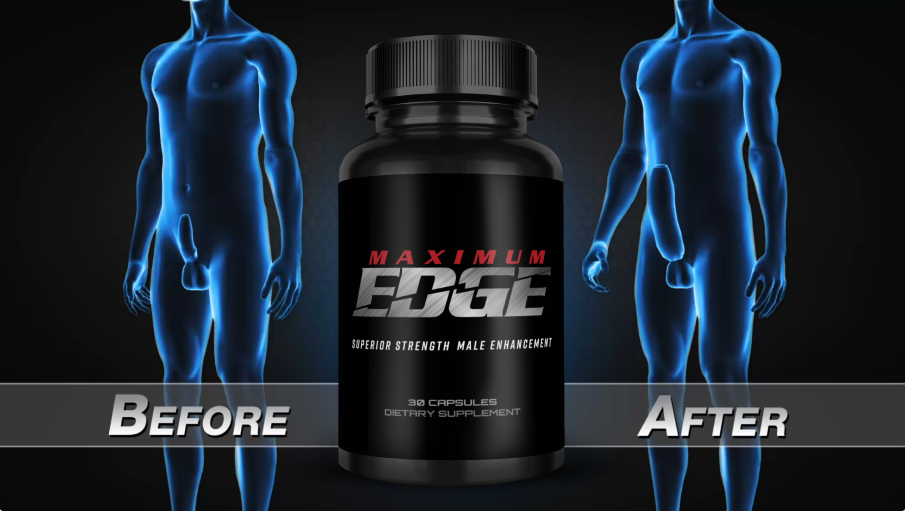 MAXIMUM
EDGE
SUPERIOR STRENGTH MALE ENHANCEMENT
30 CAPSULES
DIETARY SUPPLEMENT
BEFORE
AFTER